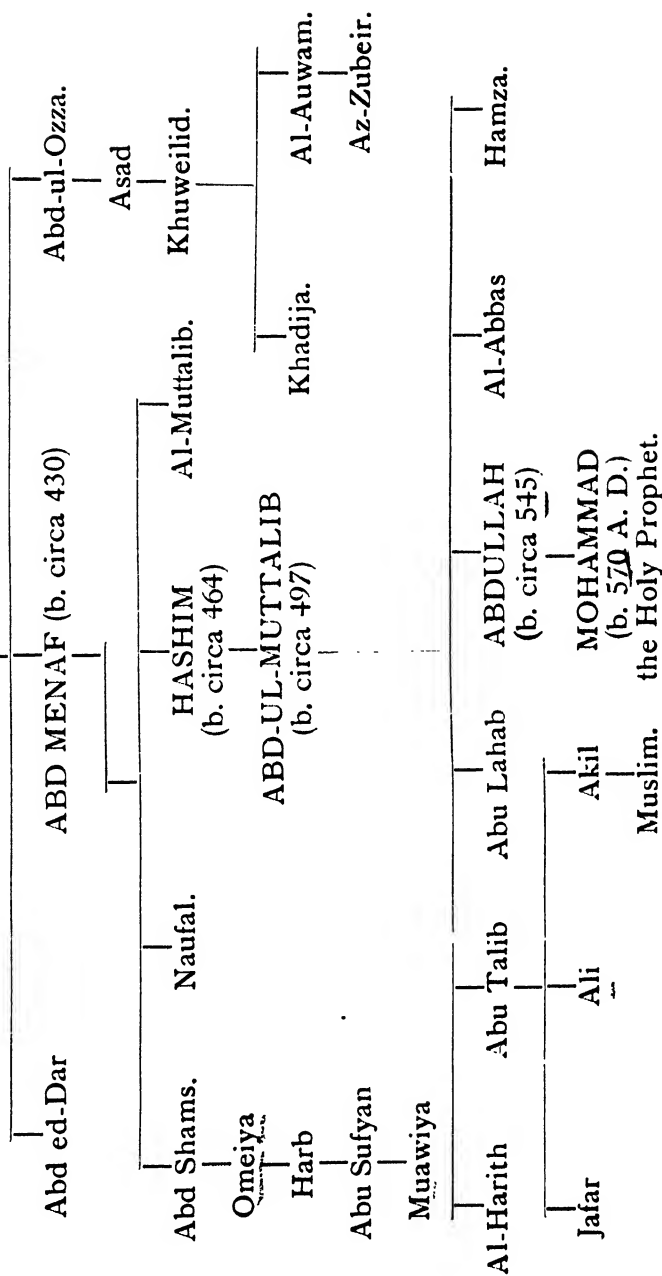 Abd ed-Dar
ABD MENAF (b. circa 430)
Abd-ul-Ozza.
Asad
Khuweilid.
Abd Shams.
Naufal.
HASHIM
(b. circa 464)
Al-Muttalib.
Omeiya
Harb
Abu Sufyan
Muawiya
ABD-UL-MUTTALIB
(b. circa 497)
Khadija.
Al-Auwam.
Az-Zubeir.
Al-Harith
Abu Talib
Abu Lahab
ABDULLAH
(b. circa 545)
Al-Abbas
Hamza.
Jafar
Ali
Akil
Muslim.
MOHAMMAD
(b. 570 A. D.)
the Holy Prophet.